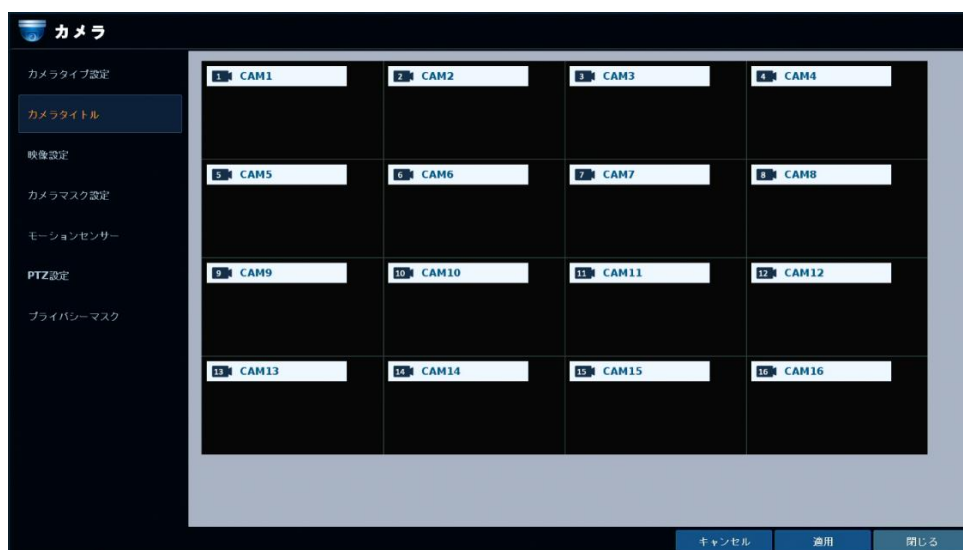 カメラ
カメラタイプ設定
カメラタイトル
映像設定
カメラマスク設定
モーションセンサー
PTZ設定
プライバシーマスク
1 CAM1
2 CAM2
3 CAM3
4 CAM4
5 CAM5
6 CAM6
7 CAM7
8 CAM8
9 CAM9
10 CAM10
11 CAM11
12 CAM12
13 CAM13
14 CAM14
15 CAM15
16 CAM16
キャンセル
適用
閉じる